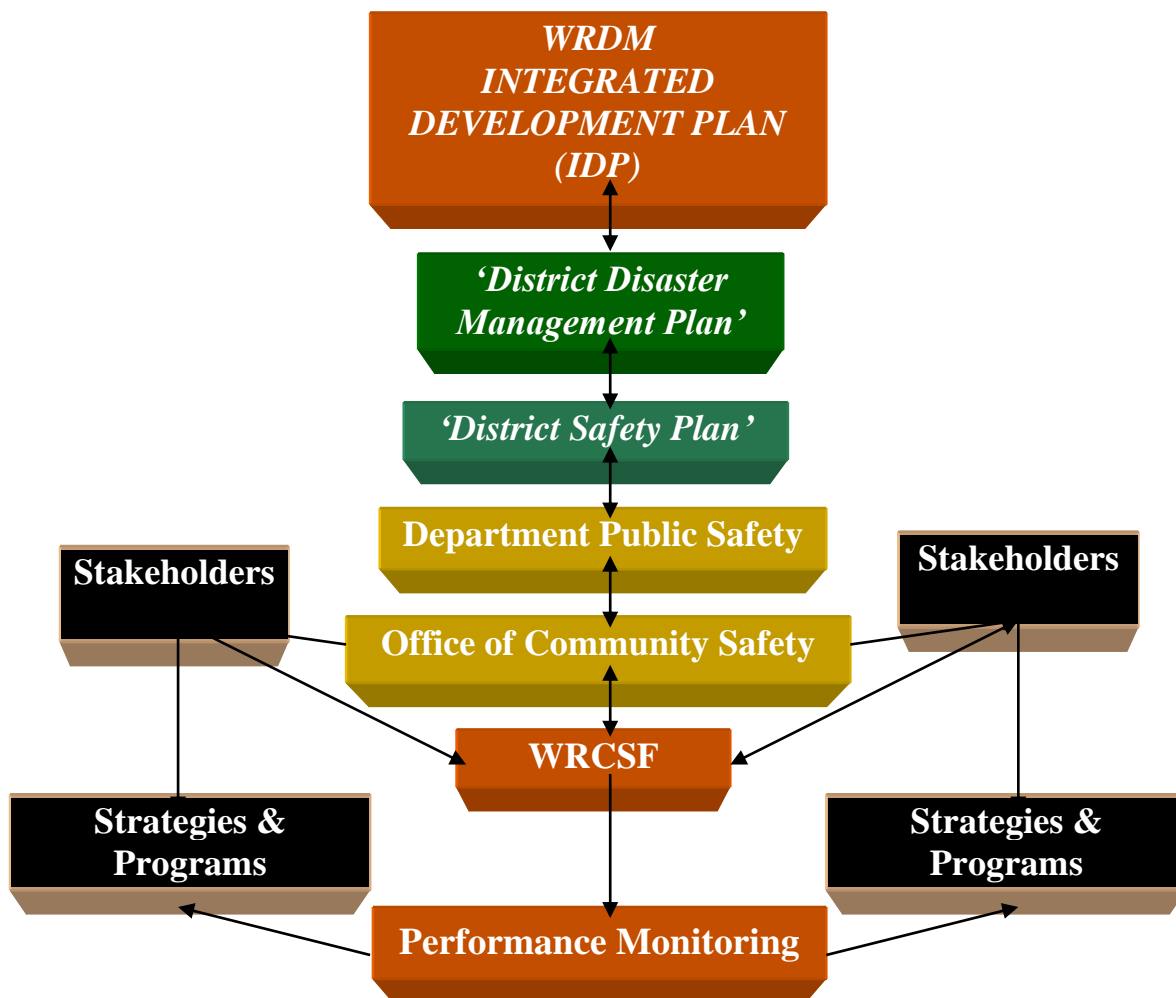 WRDM
INTEGRATED
DEVELOPMENT PLAN
(IDP)
‘District Disaster
Management Plan’
‘District Safety Plan’
Department Public Safety
Stakeholders
Stakeholders
Office of Community Safety
WRCSF
Strategies &
Programs
Strategies &
Programs
Performance Monitoring